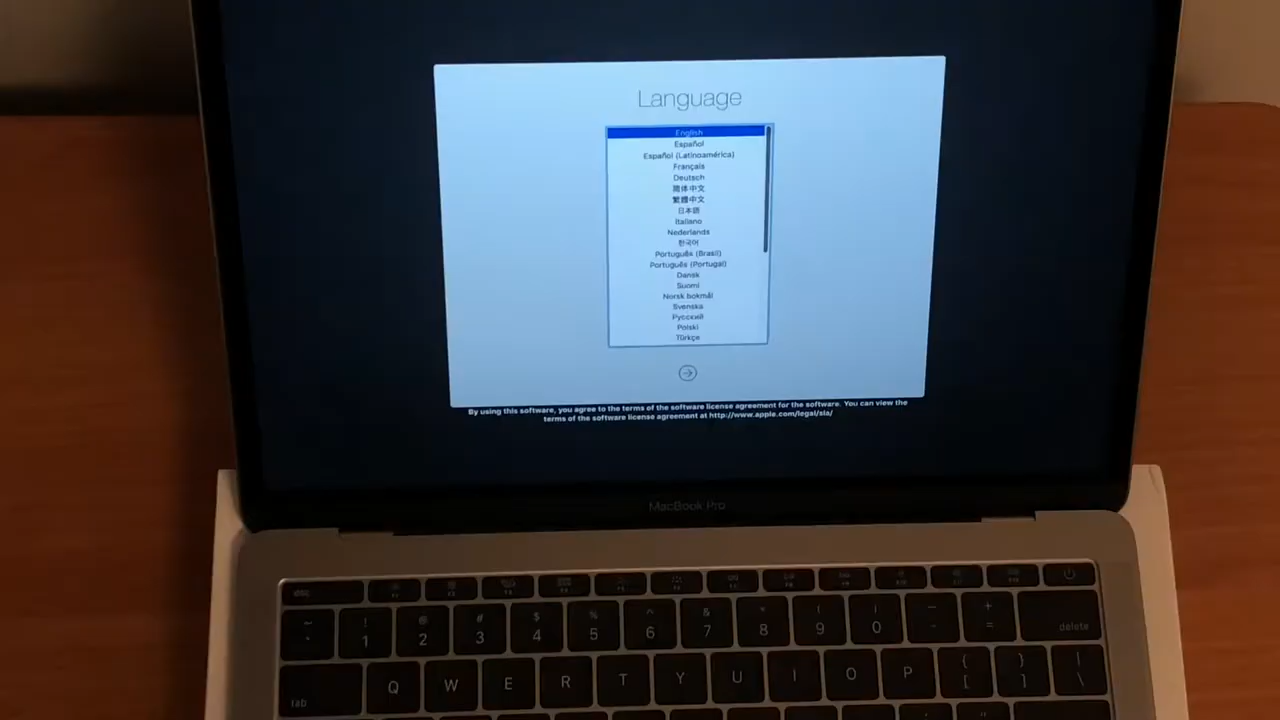 Language
English
Español
Español (Latinoamérica)
Français
Deutsch
简体中文
繁體中文
日本語
Italiano
Nederlands
한국어
Português (Brasil)
Português (Portugal)
Dansk
Suomi
Norsk bokmål
Svenska
Русский
Polski
Türkçe
By using this software, you agree to the terms of the software license agreement for the software. You can view the
terms of the software license agreement at http://www.apple.com/legal/sla/
MacBook Pro
esc
~ ! @ # $ % ^ & * ( ) _ +
` 1 2 3 4 5 6 7 8 9 0 - = delete
{ } |
tab Q W E R T Y U I O P [ ] \